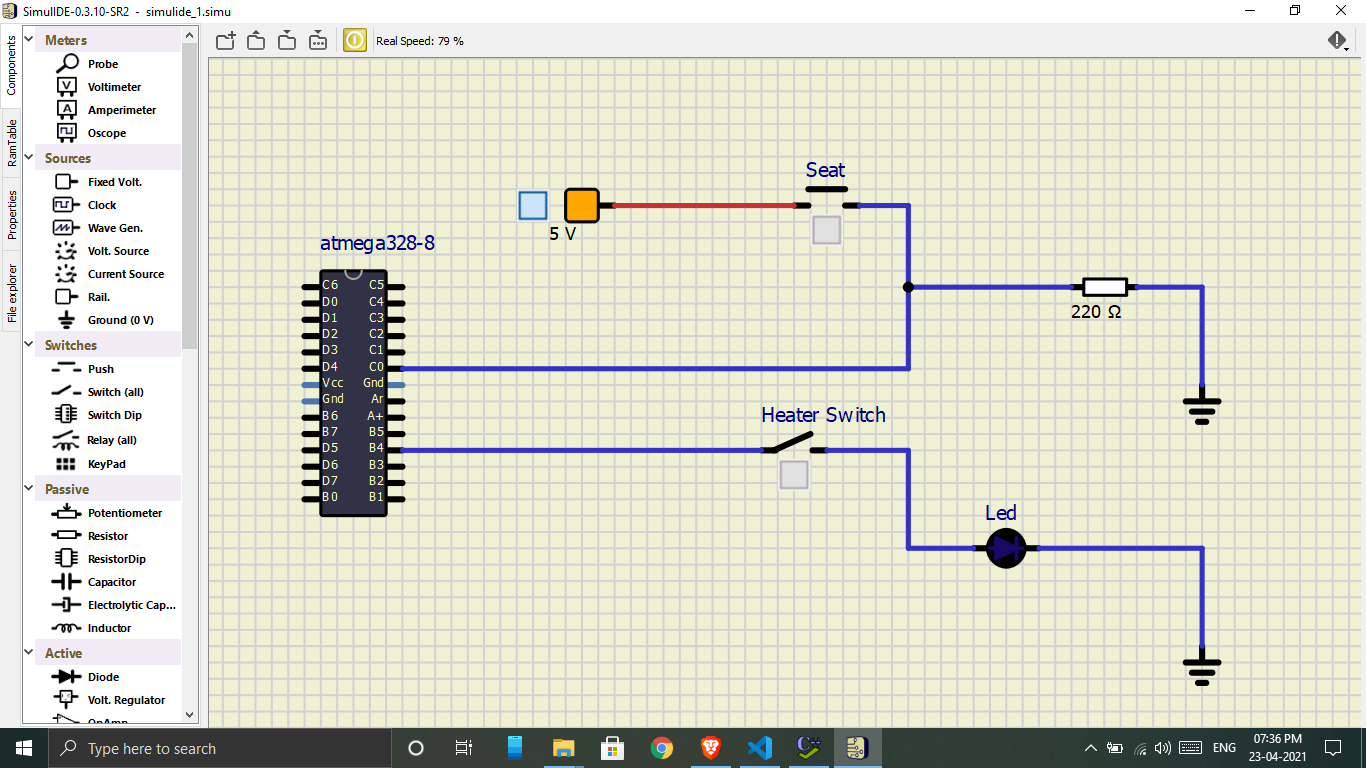 SimulIDE-0.3.10-SR2 - simulide_1.simu
Components
RamTable
Properties
File explorer
Real Speed: 79 %
Meters
Probe
Voltimeter
Amperimeter
Oscope
Sources
Fixed Volt.
Clock
Wave Gen.
Volt. Source
Current Source
Rail.
Ground (0 V)
Switches
Push
Switch (all)
Switch Dip
Relay (all)
KeyPad
Passive
Potentiometer
Resistor
ResistorDip
Capacitor
Electrolytic Cap...
Inductor
Active
Diode
Volt. Regulator
OpAmp
Seat
5 V
atmega328-8
C6 C5
D0 C4
D1 C3
D2 C2
D3 C1
D4 C0
Vcc Gnd
Gnd Ar
B6 A+
B7 B5
D5 B4
D6 B3
D7 B2
B0 B1
220 Ω
Heater Switch
Led
Type here to search
ENG
07:36 PM
23-04-2021